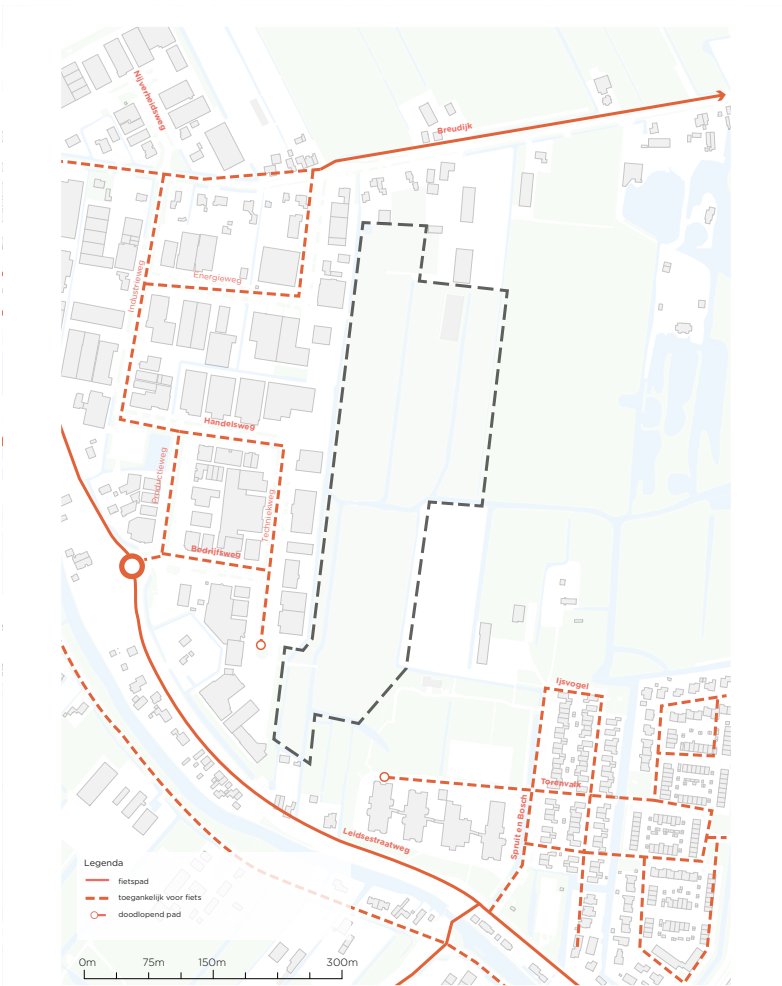 Nijverheidsweg
Breudijk
Industrieweg
Energieweg
Handelsweg
Productieweg
Techniekweg
Bedrijfsweg
Ijsvogel
Torenvalk
Spruit en Bosch
Leidsestraatweg
Legenda
fietspad
toegankelijk voor fiets
doodlopend pad
0m 75m 150m 300m